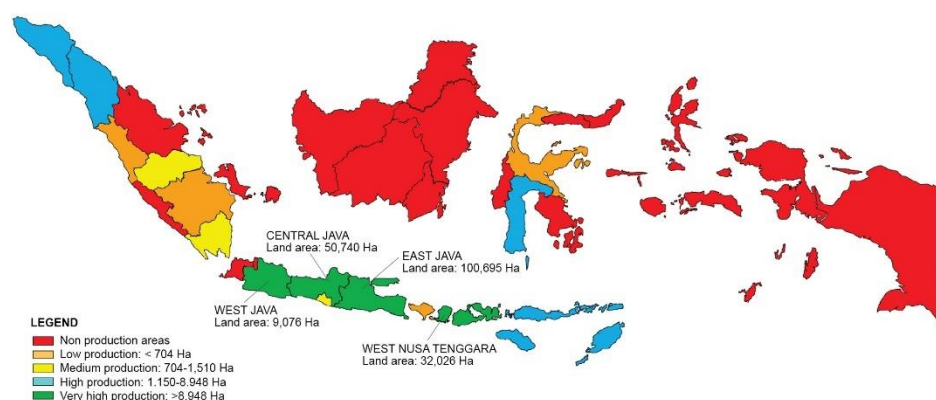 CENTRAL JAVA
Land area: 50,740 Ha
EAST JAVA
Land area: 100,695 Ha
WEST JAVA
Land area: 9,076 Ha
WEST NUSA TENGGARA
Land area: 32,026 Ha
LEGEND
Non production areas
Low production: < 704 Ha
Medium production: 704-1,510 Ha
High production: 1.150-8.948 Ha
Very high production: >8.948 Ha